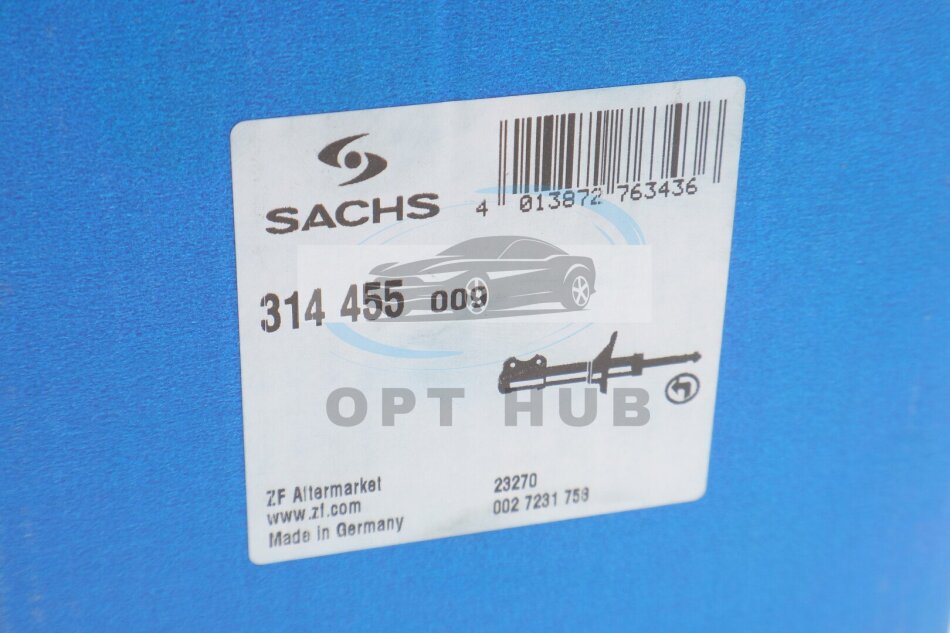 SACHS
4 013872 763436
314 455 009
OPT HUB
ZF Aftermarket
www.zf.com
Made in Germany
23270
002 7231 758